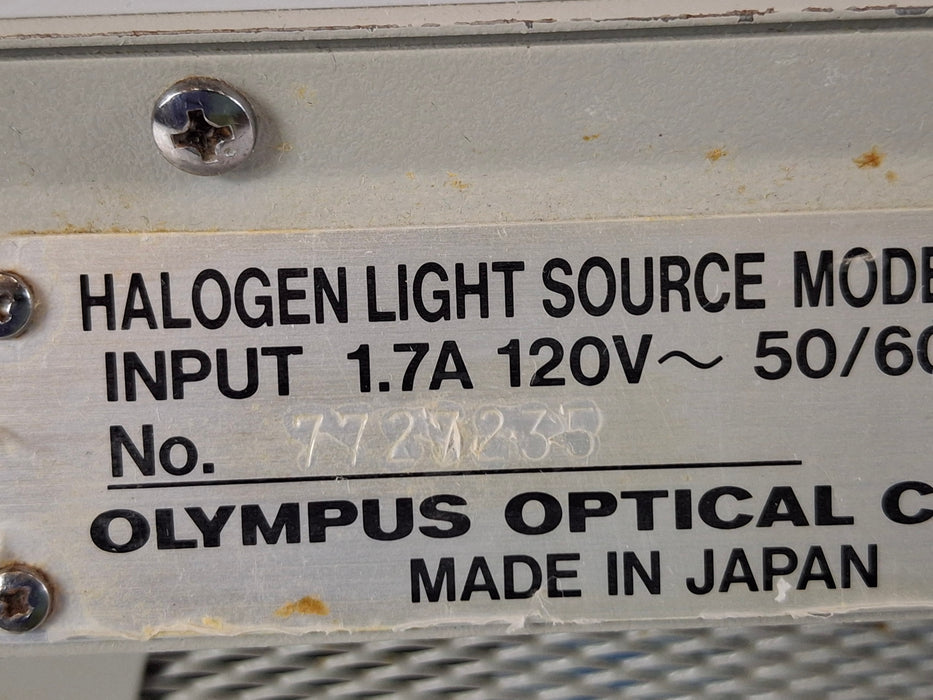 HALOGEN LIGHT SOURCE MODE
INPUT 1.7A 120V～ 50/60
No. 7727235
OLYMPUS OPTICAL C
MADE IN JAPAN